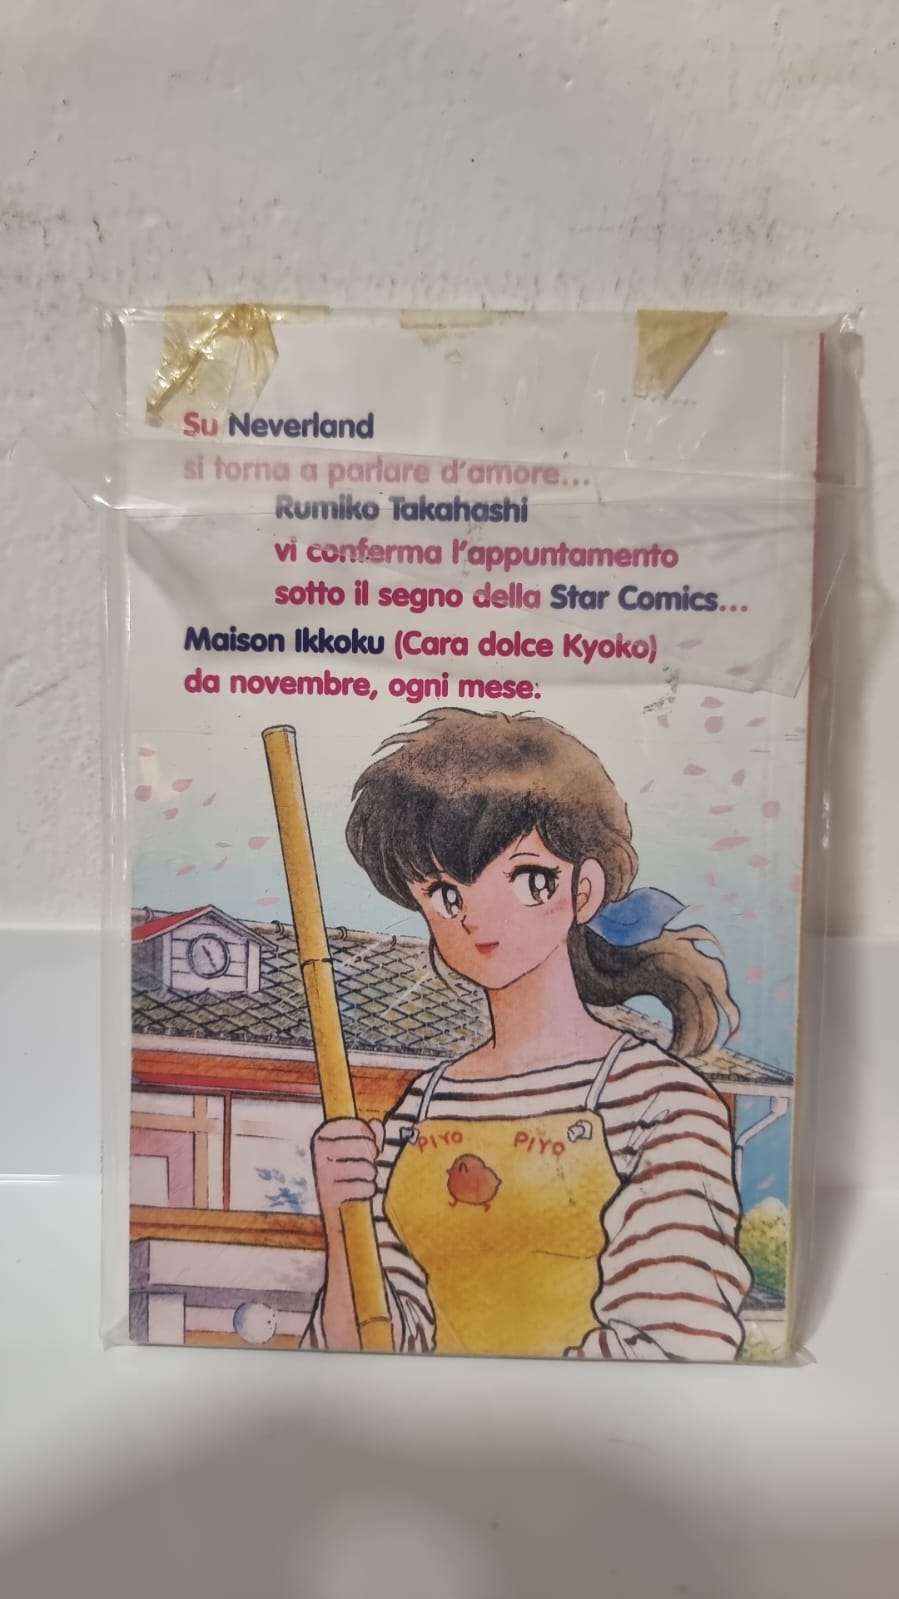 Su Neverland
si torna a parlare d'amore...
Rumiko Takahashi
vi conferma l'appuntamento
sotto il segno della Star Comics...
Maison Ikkoku (Cara dolce Kyoko)
da novembre, ogni mese.
PIYO PIYO